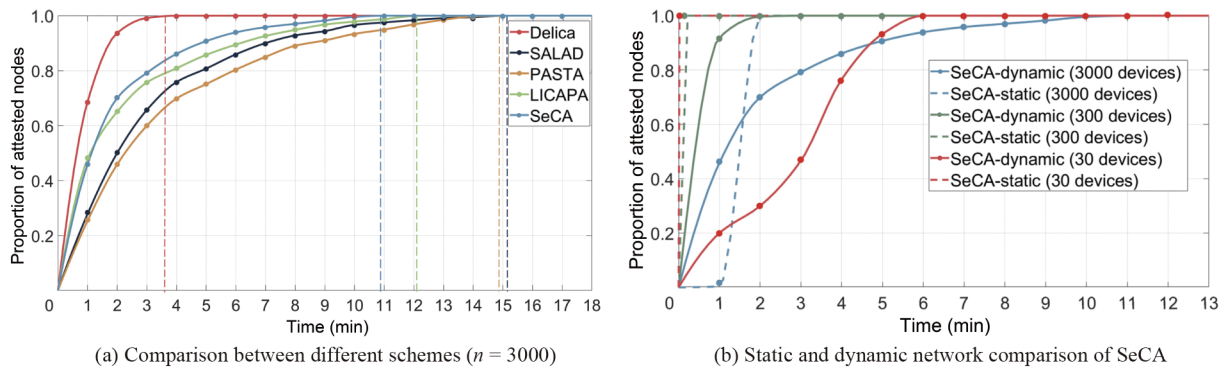 Proportion of attested nodes
1.0
0.8
0.6
0.4
0.2
0 1 2 3 4 5 6 7 8 9 10 11 12 13 14 15 16 17 18
Time (min)
Delica
SALAD
PASTA
LICAPA
SeCA
(a) Comparison between different schemes (n = 3000)
Proportion of attested nodes
1.0
0.8
0.6
0.4
0.2
0 1 2 3 4 5 6 7 8 9 10 11 12 13
Time (min)
SeCA-dynamic (3000 devices)
SeCA-static (3000 devices)
SeCA-dynamic (300 devices)
SeCA-static (300 devices)
SeCA-dynamic (30 devices)
SeCA-static (30 devices)
(b) Static and dynamic network comparison of SeCA